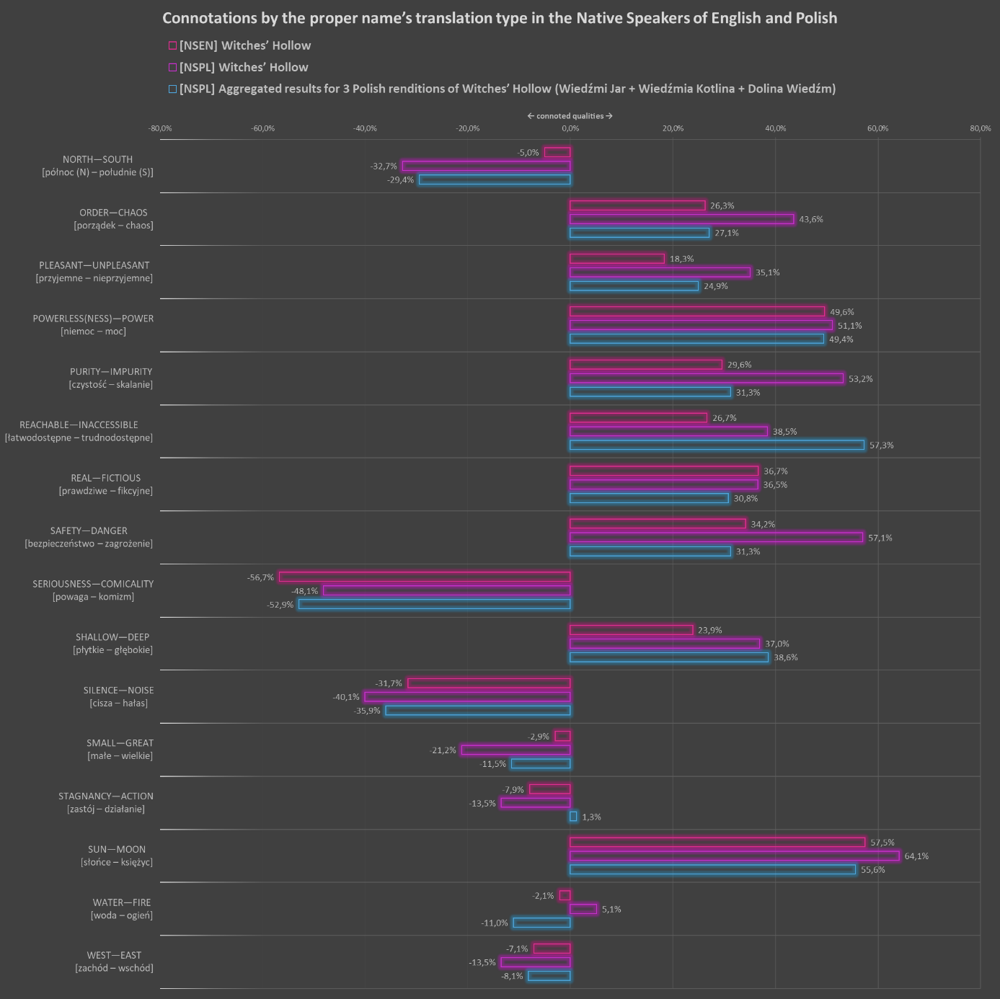 Connotations by the proper name's translation type in the Native Speakers of English and Polish
[NSEN] Witches' Hollow
[NSPL] Witches' Hollow
[NSPL] Aggregated results for 3 Polish renditions of Witches' Hollow (Wiedźmi Jar + Wiedźmia Kotlina + Dolina Wiedźm)
← connoted qualities →
-80,0% -60,0% -40,0% -20,0% 0,0% 20,0% 40,0% 60,0% 80,0%
NORTH—SOUTH
[północ (N) – południe (S)]
-5,0%
-32,7%
-29,4%
ORDER—CHAOS
[porządek – chaos]
26,3%
43,6%
27,1%
PLEASANT—UNPLEASANT
[przyjemne – nieprzyjemne]
18,3%
35,1%
24,9%
POWERLESS(NESS)—POWER
[niemoc – moc]
49,6%
51,1%
49,4%
PURITY—IMPURITY
[czystość – skalanie]
29,6%
53,2%
31,3%
REACHABLE—INACCESSIBLE
[łatwodostępne – trudnodostępne]
26,7%
38,5%
57,3%
REAL—FICTIOUS
[prawdziwe – fikcyjne]
36,7%
36,5%
30,8%
SAFETY—DANGER
[bezpieczeństwo – zagrożenie]
34,2%
57,1%
31,3%
SERIOUSNESS—COMICALITY
[powaga – komizm]
-56,7%
-48,1%
-52,9%
SHALLOW—DEEP
[płytkie – głębokie]
23,9%
37,0%
38,6%
SILENCE—NOISE
[cisza – hałas]
-31,7%
-40,1%
-35,9%
SMALL—GREAT
[małe – wielkie]
-2,9%
-21,2%
-11,5%
STAGNANCY—ACTION
[zastój – działanie]
-7,9%
-13,5%
1,3%
SUN—MOON
[słońce – księżyc]
57,5%
64,1%
55,6%
WATER—FIRE
[woda – ogień]
-2,1%
5,1%
-11,0%
WEST—EAST
[zachód – wschód]
-7,1%
-13,5%
-8,1%